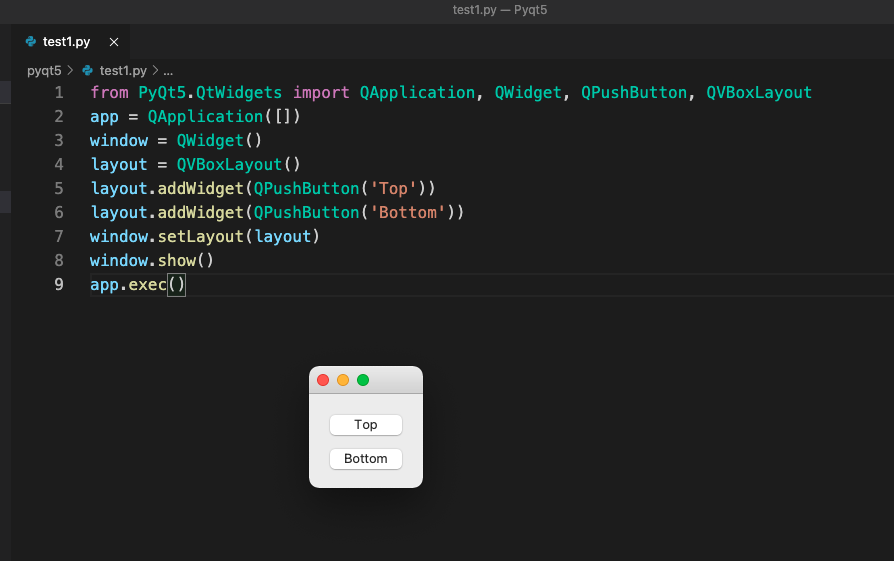 test1.py — Pyqt5
test1.py
pyqt5 > test1.py > ...
1 from PyQt5.QtWidgets import QApplication, QWidget, QPushButton, QVBoxLayout
2 app = QApplication([])
3 window = QWidget()
4 layout = QVBoxLayout()
5 layout.addWidget(QPushButton('Top'))
6 layout.addWidget(QPushButton('Bottom'))
7 window.setLayout(layout)
8 window.show()
9 app.exec()
Top
Bottom